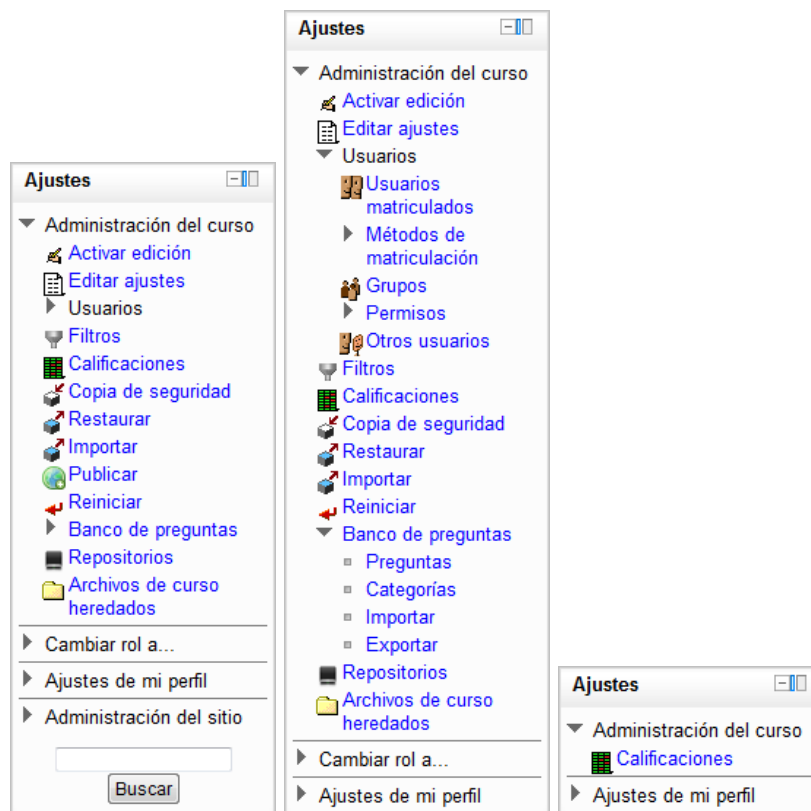 Ajustes
Administración del curso
Activar edición
Editar ajustes
Usuarios
Filtros
Calificaciones
Copia de seguridad
Restaurar
Importar
Publicar
Reiniciar
Banco de preguntas
Repositorios
Archivos de curso
heredados
Cambiar rol a...
Ajustes de mi perfil
Administración del sitio
Buscar
Ajustes
Administración del curso
Activar edición
Editar ajustes
Usuarios
Usuarios
matriculados
Métodos de
matriculación
Grupos
Permisos
Otros usuarios
Filtros
Calificaciones
Copia de seguridad
Restaurar
Importar
Reiniciar
Banco de preguntas
Preguntas
Categorías
Importar
Exportar
Repositorios
Archivos de curso
heredados
Cambiar rol a...
Ajustes de mi perfil
Ajustes
Administración del curso
Calificaciones
Ajustes de mi perfil